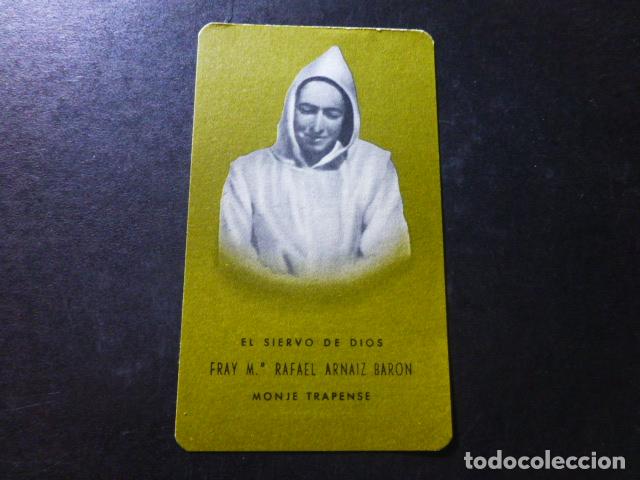 EL SIERVO DE DIOS
FRAY M.ª RAFAEL ARNAIZ BARON
MONJE TRAPENSE
todocoleccion